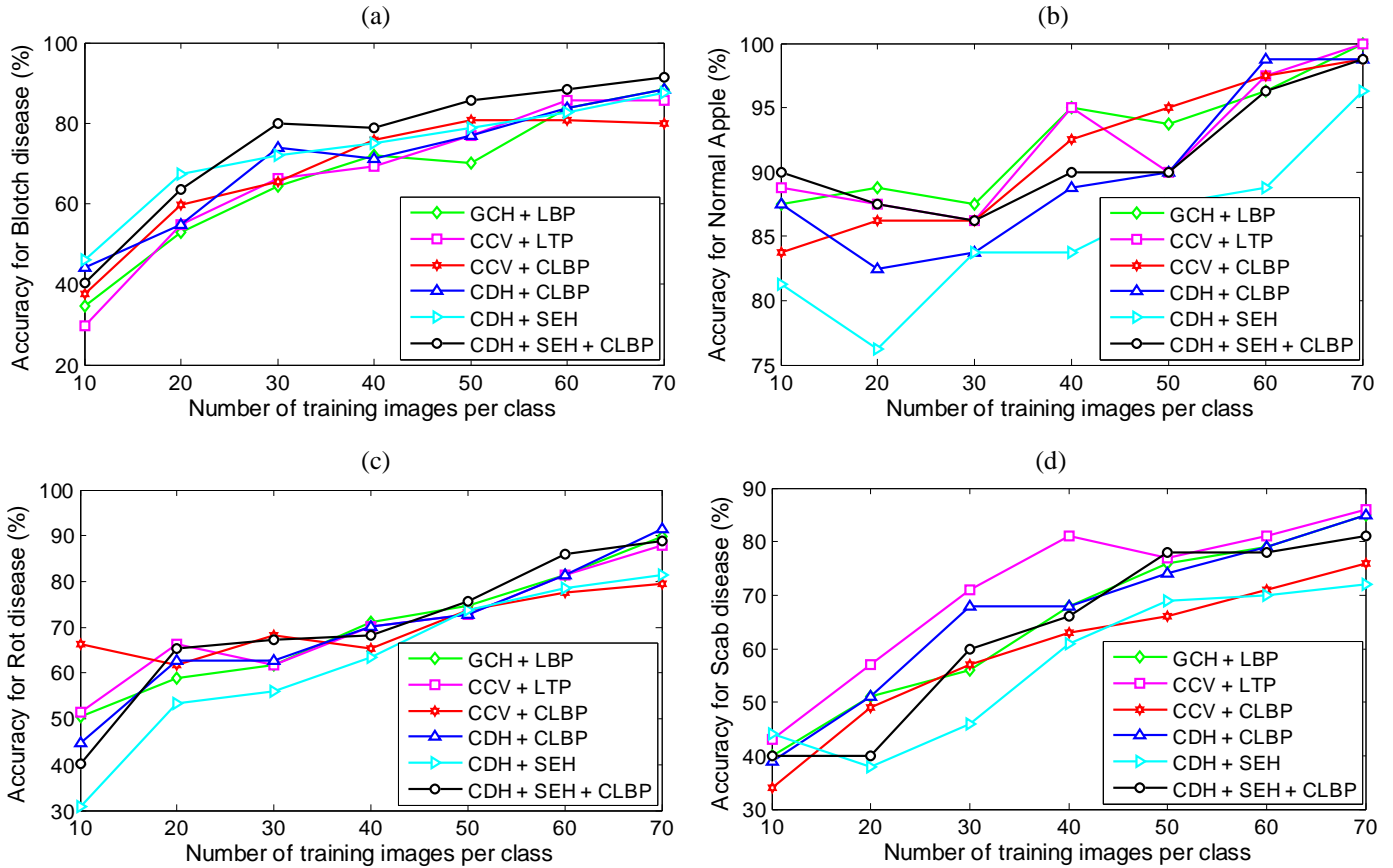 (a)
Accuracy for Blotch disease (%)
100
80
60
40
20
10 20 30 40 50 60 70
Number of training images per class
GCH + LBP
CCV + LTP
CCV + CLBP
CDH + CLBP
CDH + SEH
CDH + SEH + CLBP
(b)
Accuracy for Normal Apple (%)
100
95
90
85
80
75
10 20 30 40 50 60 70
Number of training images per class
GCH + LBP
CCV + LTP
CCV + CLBP
CDH + CLBP
CDH + SEH
CDH + SEH + CLBP
(c)
Accuracy for Rot disease (%)
100
90
80
70
60
50
40
30
10 20 30 40 50 60 70
Number of training images per class
GCH + LBP
CCV + LTP
CCV + CLBP
CDH + CLBP
CDH + SEH
CDH + SEH + CLBP
(d)
Accuracy for Scab disease (%)
90
80
70
60
50
40
30
10 20 30 40 50 60 70
Number of training images per class
GCH + LBP
CCV + LTP
CCV + CLBP
CDH + CLBP
CDH + SEH
CDH + SEH + CLBP